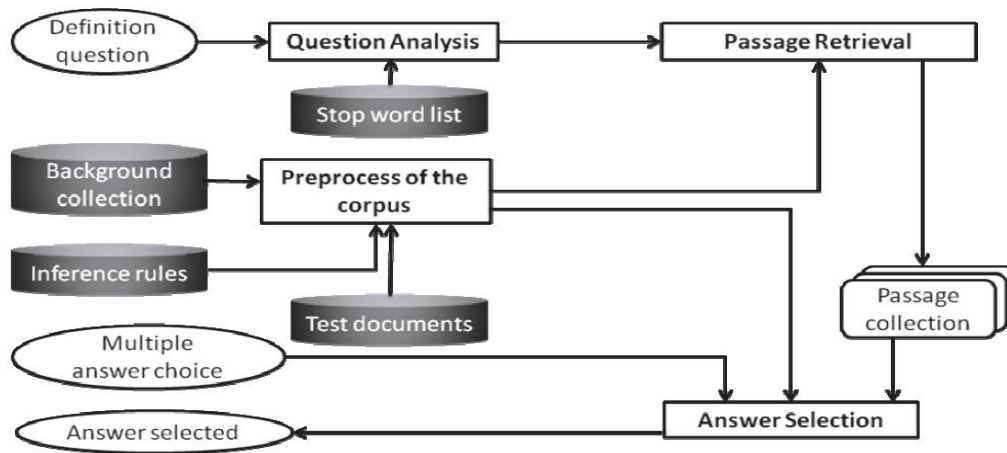 Definition
question
Question Analysis
Passage Retrieval
Stop word list
Background
collection
Preprocess of the
corpus
Inference rules
Test documents
Passage
collection
Multiple
answer choice
Answer Selection
Answer selected